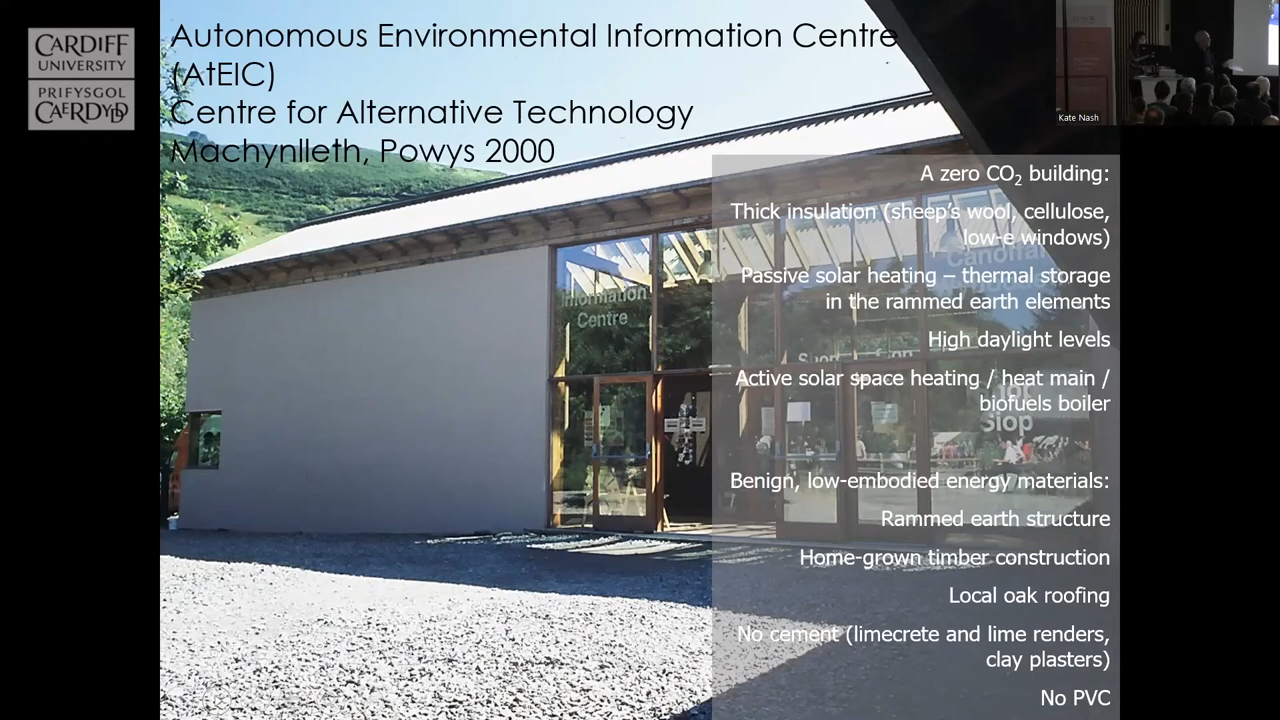 CARDIFF
UNIVERSITY
PRIFYSGOL
CAERDYDD
Autonomous Environmental Information Centre
(AtEIC)
Centre for Alternative Technology
Machynlleth, Powys 2000
Kate Nash
A zero CO₂ building:
Thick insulation (sheep’s wool, cellulose,
low-e windows)
Passive solar heating – thermal storage
in the rammed earth elements
High daylight levels
Active solar space heating / heat main /
biofuels boiler
Benign, low-embodied energy materials:
Rammed earth structure
Home-grown timber construction
Local oak roofing
No cement (limecrete and lime renders,
clay plasters)
No PVC
Information
Centre